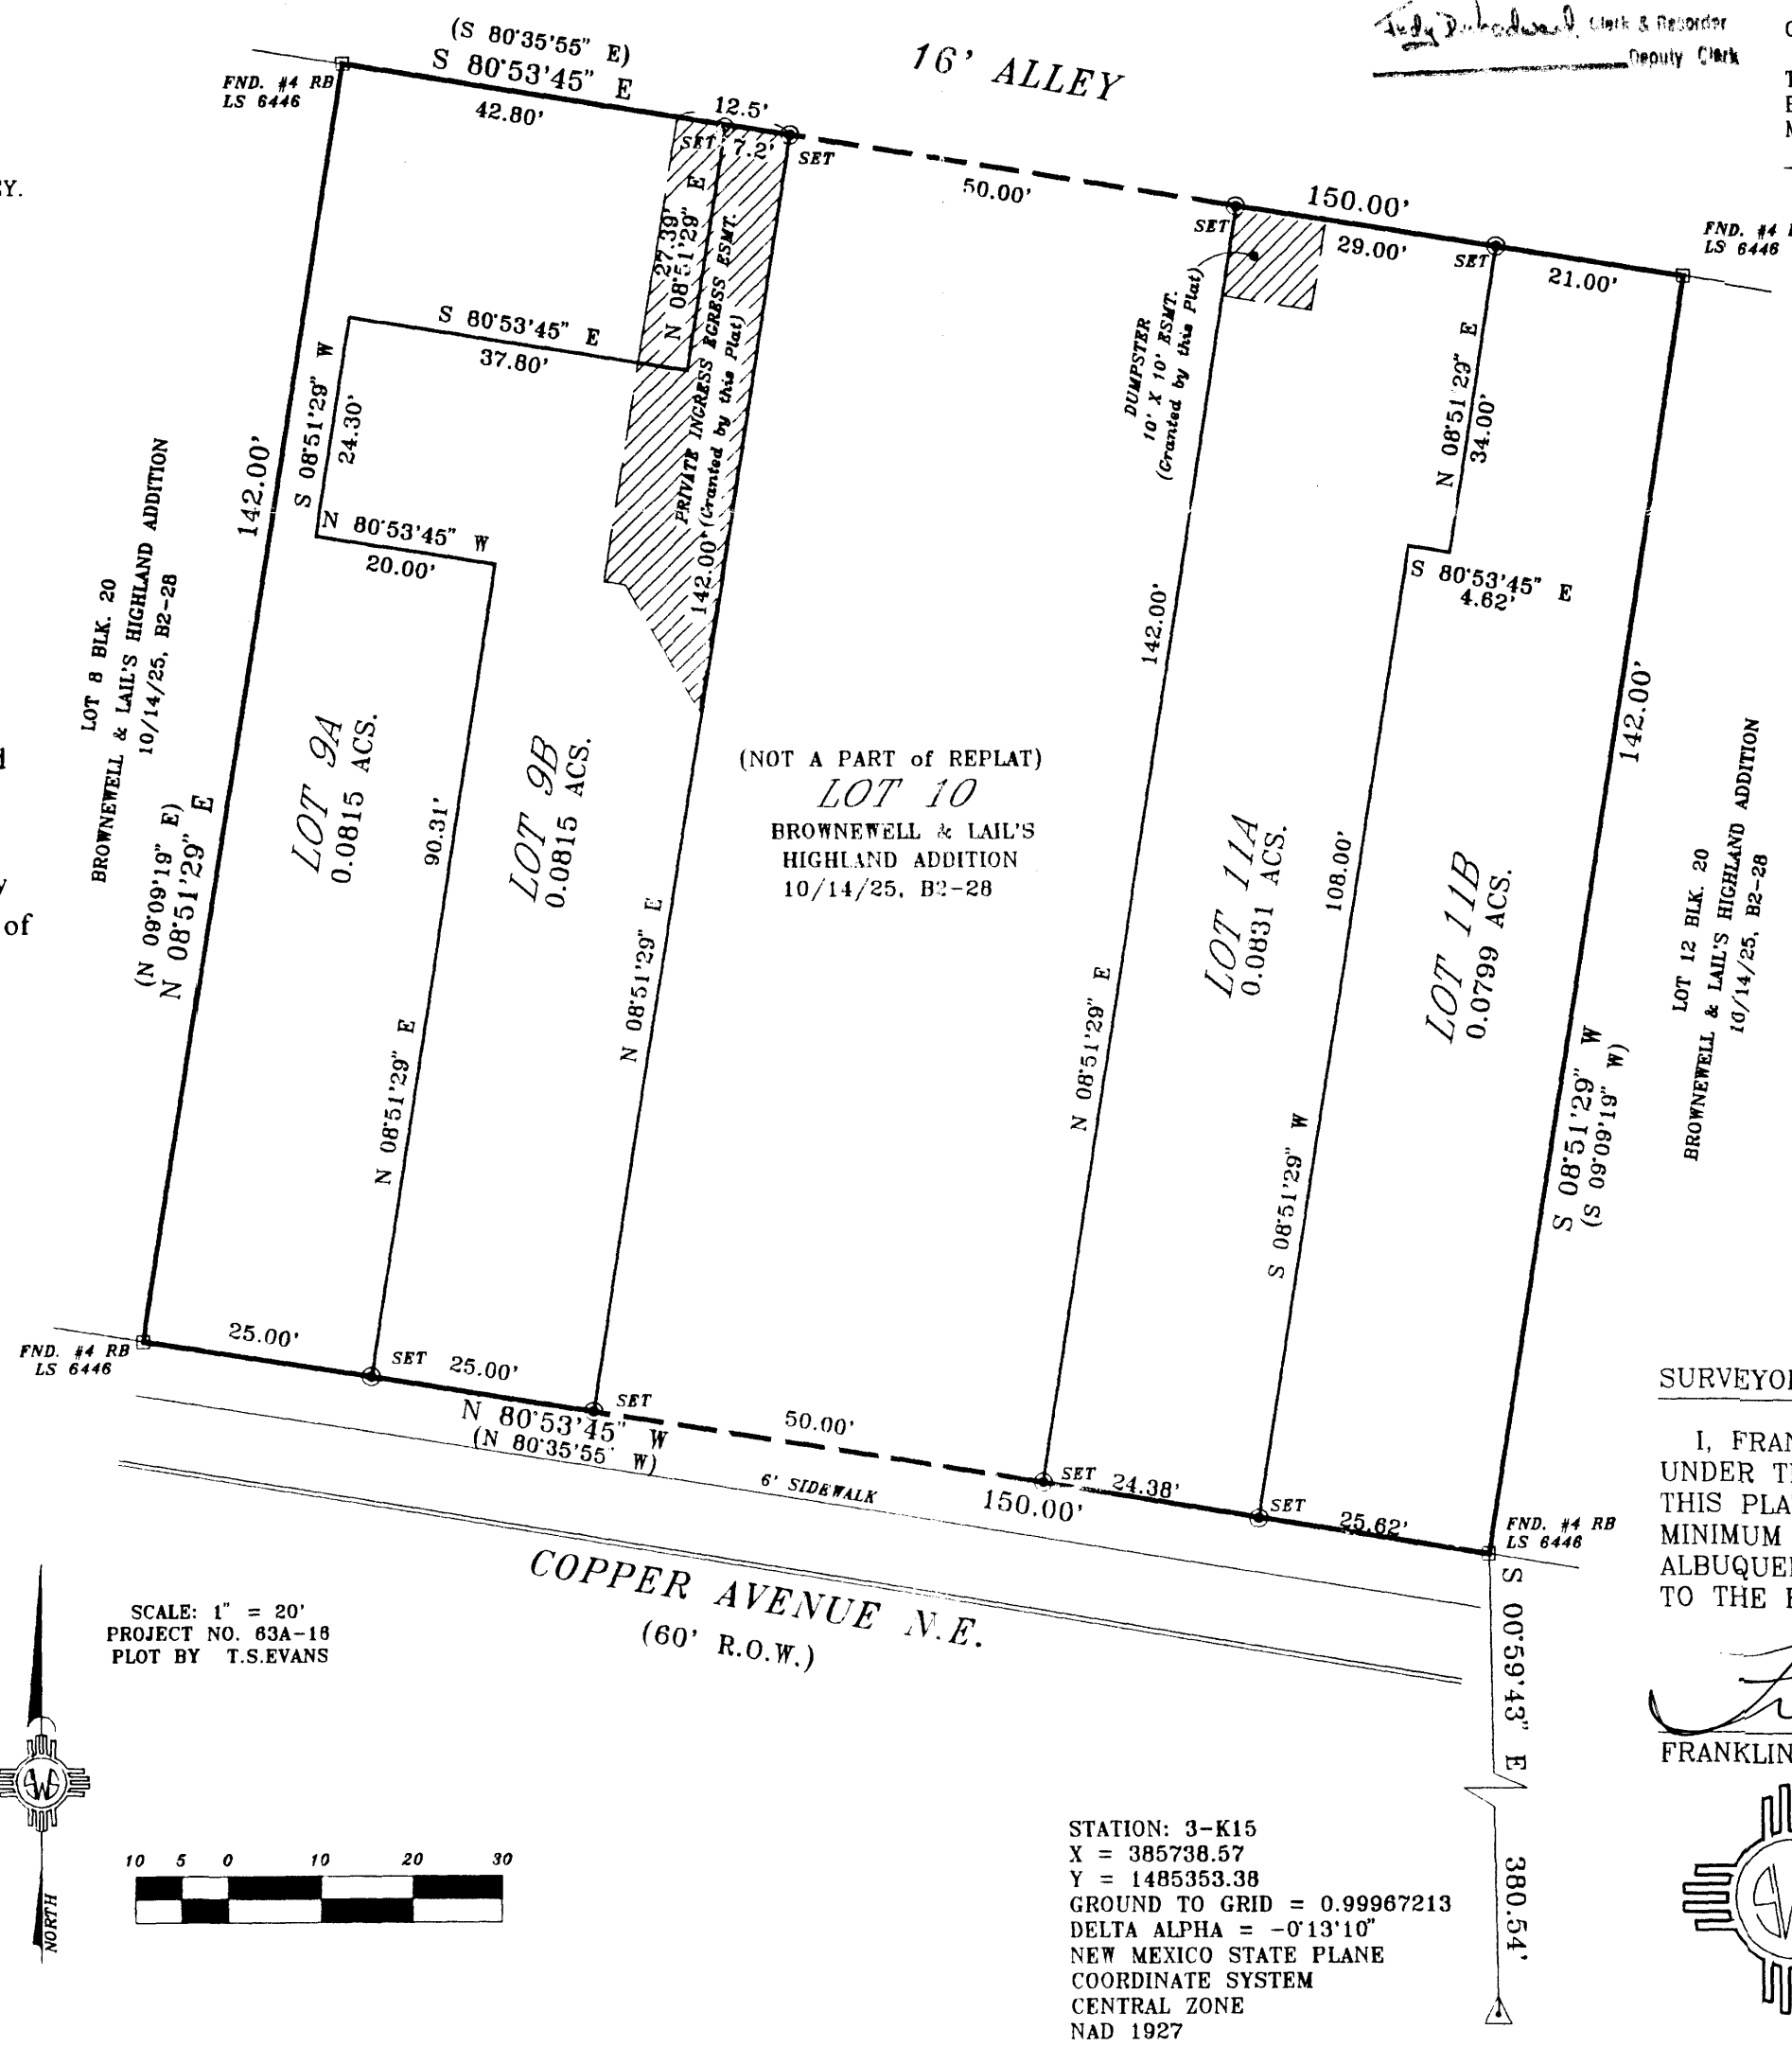 Clerk & Recorder
Deputy Clerk
(S 80°35'55" E)
S 80°53'45" E
42.80'
12.5'
7.2'
16' ALLEY
FND. #4 RB
LS 6446
SET
SET
50.00'
SET
150.00'
29.00'
SET
21.00'
FND. #4
LS 6446
Y.
27.39'
N 08°51'29" E
PRIVATE INGRESS EGRESS ESMT.
(Granted by this Plat)
142.00'
DUMPSTER
10' X 10' ESMT.
(Granted by this Plat)
S 80°53'45" E
37.80'
S 08°51'29" W
24.30'
N 80°53'45" W
20.00'
N 08°51'29" E
34.00'
S 80°53'45" E
4.62'
142.00'
142.00'
142.00'
LOT 8 BLK. 20
BROWNEWELL & LAIL'S HIGHLAND ADDITION
10/14/25, B2-28
(N 09°09'19" E)
N 08°51'29" E
LOT 9A
0.0815 ACS.
90.31'
N 08°51'29" E
LOT 9B
0.0815 ACS.
N 08°51'29" E
(NOT A PART of REPLAT)
LOT 10
BROWNEWELL & LAIL'S
HIGHLAND ADDITION
10/14/25, B2-28
N 08°51'29" E
LOT 11A
0.0831 ACS.
108.00'
S 08°51'29" W
LOT 11B
0.0799 ACS.
S 08°51'29" W
(S 09°09'19" W)
LOT 12 BLK. 20
BROWNEWELL & LAIL'S HIGHLAND ADDITION
10/14/25, B2-28
of
FND. #4 RB
LS 6446
25.00'
SET
25.00'
SET
N 80°53'45" W
(N 80°35'55" W)
50.00'
6' SIDEWALK
150.00'
SET
24.38'
SET
25.62'
FND. #4 RB
LS 6446
COPPER AVENUE N.E.
(60' R.O.W.)
S 00°59'43" E
380.54'
SURVEYO
I, FRAN
UNDER T
THIS PLA
MINIMUM
ALBUQUE
TO THE
FRANKLIN
SCALE: 1" = 20'
PROJECT NO. 63A-16
PLOT BY T.S.EVANS
NORTH
10 5 0 10 20 30
STATION: 3-K15
X = 385738.57
Y = 1485353.38
GROUND TO GRID = 0.99967213
DELTA ALPHA = -0°13'10"
NEW MEXICO STATE PLANE
COORDINATE SYSTEM
CENTRAL ZONE
NAD 1927